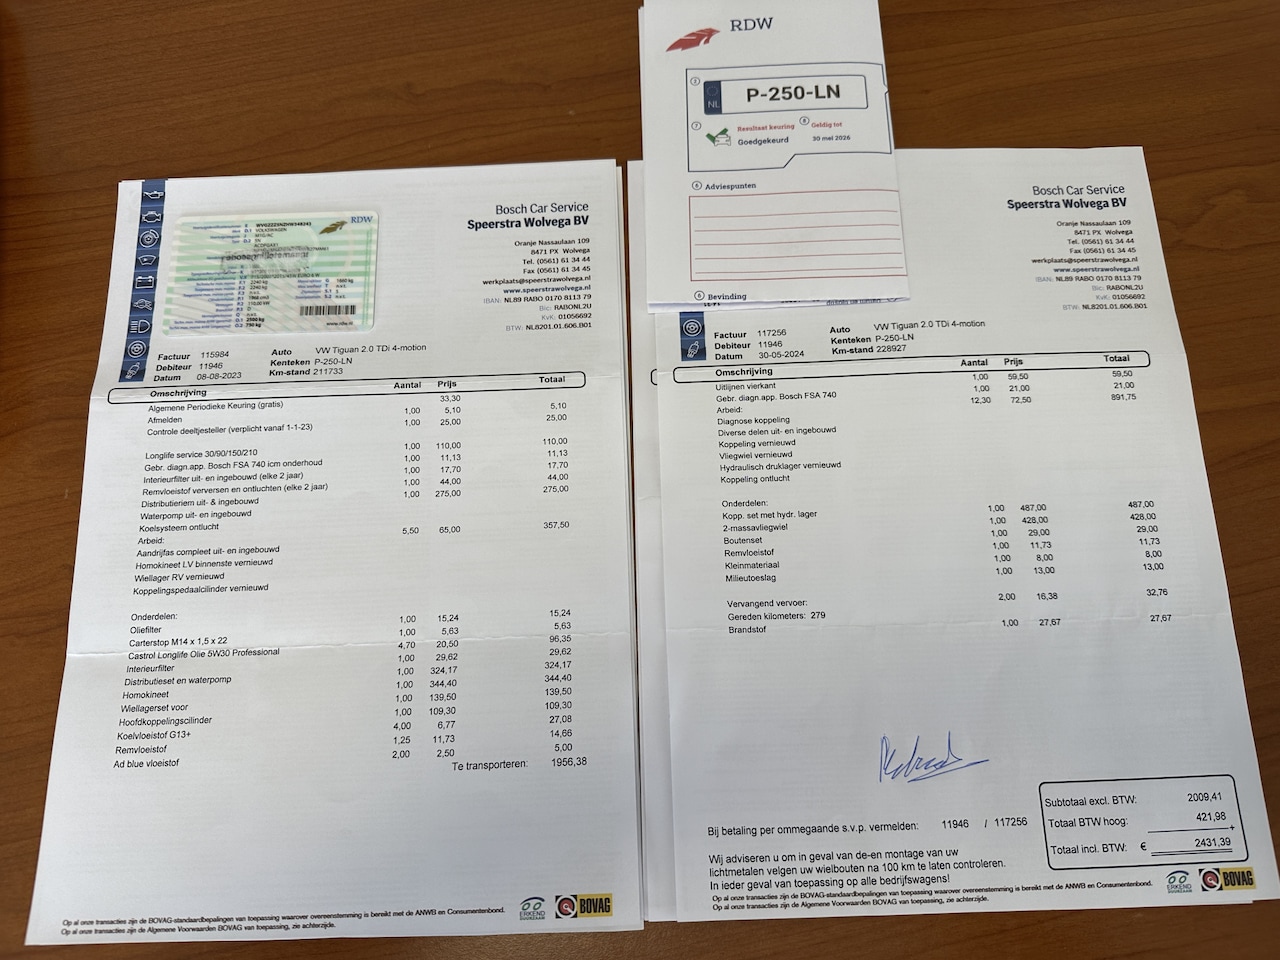 RDW
2
NL
P-250-LN
7
Resultaat keuring
Goedgekeurd
8
Geldig tot
30 mei 2026
6 Adviespunten
6 Bevinding
RDW
VOLKSWAGEN
www.rdw.nl
Bosch Car Service
Speerstra Wolvega BV
Oranje Nassaulaan 109
8471 PX Wolvega
Tel. (0561) 61 34 44
Fax (0561) 61 34 45
werkplaats@speerstrawolvega.nl
www.speerstrawolvega.nl
IBAN: NL89 RABO 0170 8113 79
Bic: RABONL2U
KvK: 01056692
BTW: NL8201.01.606.B01
Factuur 115984
Debiteur 11946
Datum 08-08-2023
Auto VW Tiguan 2.0 TDi 4-motion
Kenteken P-250-LN
Km-stand 211733
Omschrijving Aantal Prijs Totaal
Algemene Periodieke Keuring (gratis) 33,30
Afmelden 1,00 5,10 5,10
Controle deeltjesteller (verplicht vanaf 1-1-23) 1,00 25,00 25,00
Longlife service 30/90/150/210 1,00 110,00 110,00
Gebr. diagn.app. Bosch FSA 740 icm onderhoud 1,00 11,13 11,13
Interieurfilter uit- en ingebouwd (elke 2 jaar) 1,00 17,70 17,70
Remvloeistof verversen en ontluchten (elke 2 jaar) 1,00 44,00 44,00
Distributieriem uit- & ingebouwd 1,00 275,00 275,00
Waterpomp uit- en ingebouwd
Koelsysteem ontlucht
Arbeid: 5,50 65,00 357,50
Aandrijfas compleet uit- en ingebouwd
Homokineet LV binnenste vernieuwd
Wiellager RV vernieuwd
Koppelingspedaalcilinder vernieuwd
Onderdelen:
Oliefilter 1,00 15,24 15,24
Carterstop M14 x 1,5 x 22 1,00 5,63 5,63
Castrol Longlife Olie 5W30 Professional 4,70 20,50 96,35
Interieurfilter 1,00 29,62 29,62
Distributieset en waterpomp 1,00 324,17 324,17
Homokineet 1,00 344,40 344,40
Wiellagerset voor 1,00 139,50 139,50
Hoofdkoppelingscilinder 1,00 109,30 109,30
Koelvloeistof G13+ 4,00 6,77 27,08
Remvloeistof 1,25 11,73 14,66
Ad blue vloeistof 2,00 2,50 5,00
Te transporteren: 1956,38
Op al onze transacties zijn de BOVAG-standaardbepalingen van toepassing waarover overeenstemming is bereikt met de ANWB en Consumentenbond.
Op al onze transacties zijn de Algemene Voorwaarden BOVAG van toepassing, zie achterzijde.
ERKEND
DUURZAAM
BOVAG
Bosch Car Service
Speerstra Wolvega BV
Oranje Nassaulaan 109
8471 PX Wolvega
Tel. (0561) 61 34 44
Fax (0561) 61 34 45
werkplaats@speerstrawolvega.nl
www.speerstrawolvega.nl
IBAN: NL89 RABO 0170 8113 79
Bic: RABONL2U
KvK: 01056692
BTW: NL8201.01.606.B01
Factuur 117256
Debiteur 11946
Datum 30-05-2024
Auto VW Tiguan 2.0 TDi 4-motion
Kenteken P-250-LN
Km-stand 228927
Omschrijving Aantal Prijs Totaal
Uitlijnen vierkant 1,00 59,50 59,50
Gebr. diagn.app. Bosch FSA 740 1,00 21,00 21,00
Arbeid: 12,30 72,50 891,75
Diagnose koppeling
Diverse delen uit- en ingebouwd
Koppeling vernieuwd
Vliegwiel vernieuwd
Hydraulisch druklager vernieuwd
Koppeling ontlucht
Onderdelen:
Kopp. set met hydr. lager 1,00 487,00 487,00
2-massavliegwiel 1,00 428,00 428,00
Boutenset 1,00 29,00 29,00
Remvloeistof 1,00 11,73 11,73
Kleinmateriaal 1,00 8,00 8,00
Milieutoeslag 1,00 13,00 13,00
Vervangend vervoer: 2,00 16,38 32,76
Gereden kilometers: 279
Brandstof 1,00 27,67 27,67
Bij betaling per ommegaande s.v.p. vermelden: 11946 / 117256
Subtotaal excl. BTW: 2009,41
Totaal BTW hoog: 421,98
+
Totaal incl. BTW: € 2431,39
Wij adviseren u om in geval van de-en montage van uw
lichtmetalen velgen uw wielbouten na 100 km te laten controleren.
In ieder geval van toepassing op alle bedrijfswagens!
Op al onze transacties zijn de BOVAG-standaardbepalingen van toepassing waarover overeenstemming is bereikt met de ANWB en Consumentenbond.
Op al onze transacties zijn de Algemene Voorwaarden BOVAG van toepassing, zie achterzijde.
ERKEND
DUURZAAM
BOVAG